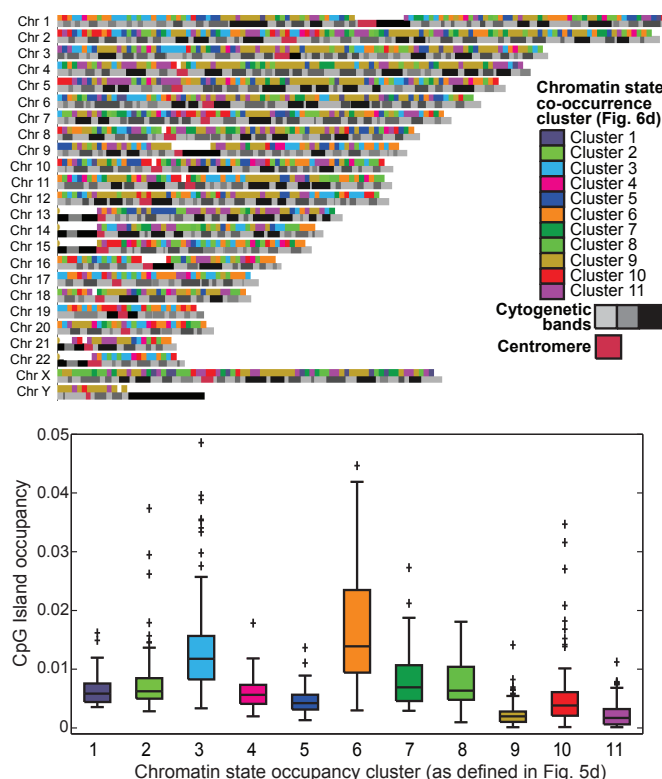 Chr 1
Chr 2
Chr 3
Chr 4
Chr 5
Chr 6
Chr 7
Chr 8
Chr 9
Chr 10
Chr 11
Chr 12
Chr 13
Chr 14
Chr 15
Chr 16
Chr 17
Chr 18
Chr 19
Chr 20
Chr 21
Chr 22
Chr X
Chr Y
Chromatin state
co-occurrence
cluster (Fig. 6d)
Cluster 1
Cluster 2
Cluster 3
Cluster 4
Cluster 5
Cluster 6
Cluster 7
Cluster 8
Cluster 9
Cluster 10
Cluster 11
Cytogenetic
bands
Centromere
CpG Island occupancy
0.05
0.04
0.03
0.02
0.01
0
1 2 3 4 5 6 7 8 9 10 11
Chromatin state occupancy cluster (as defined in Fig. 5d)